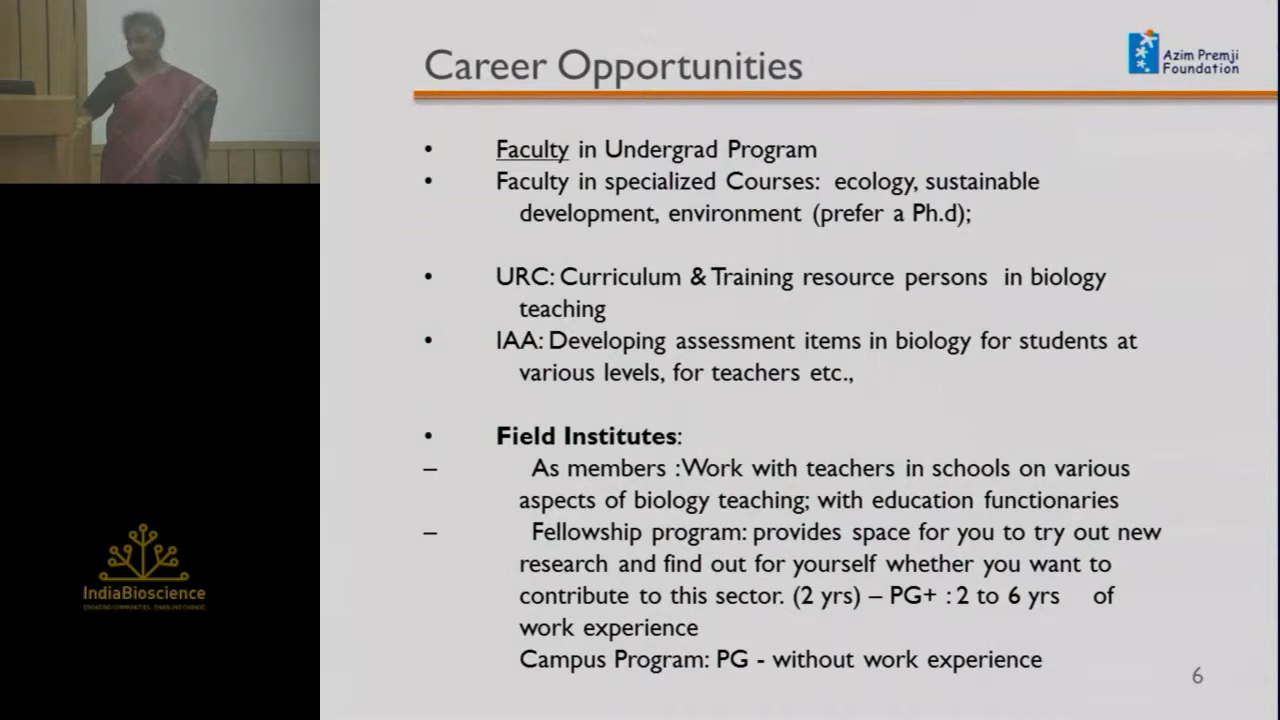 Career Opportunities
Azim Premji
Foundation
• Faculty in Undergrad Program
• Faculty in specialized Courses: ecology, sustainable
development, environment (prefer a Ph.d);
• URC: Curriculum & Training resource persons in biology
teaching
• IAA: Developing assessment items in biology for students at
various levels, for teachers etc.,
• Field Institutes:
– As members : Work with teachers in schools on various
aspects of biology teaching; with education functionaries
– Fellowship program: provides space for you to try out new
research and find out for yourself whether you want to
contribute to this sector. (2 yrs) – PG+ : 2 to 6 yrs of
work experience
Campus Program: PG - without work experience
6
IndiaBioscience
ENGAGING COMMUNITIES . ENABLING CHANGE